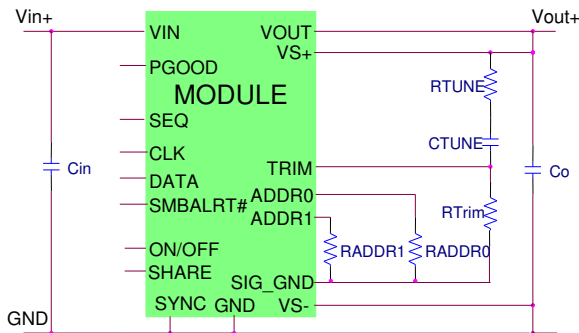 Vin+
Vout+
VIN
VOUT
VS+
PGOOD
RTUNE
MODULE
SEQ
CTUNE
CLK
TRIM
Cin
Co
DATA
ADDR0
SMBALRT#
ADDR1
RTrim
ON/OFF
RADDR1
RADDR0
SHARE
SIG_GND
SYNC
GND
VS-
GND